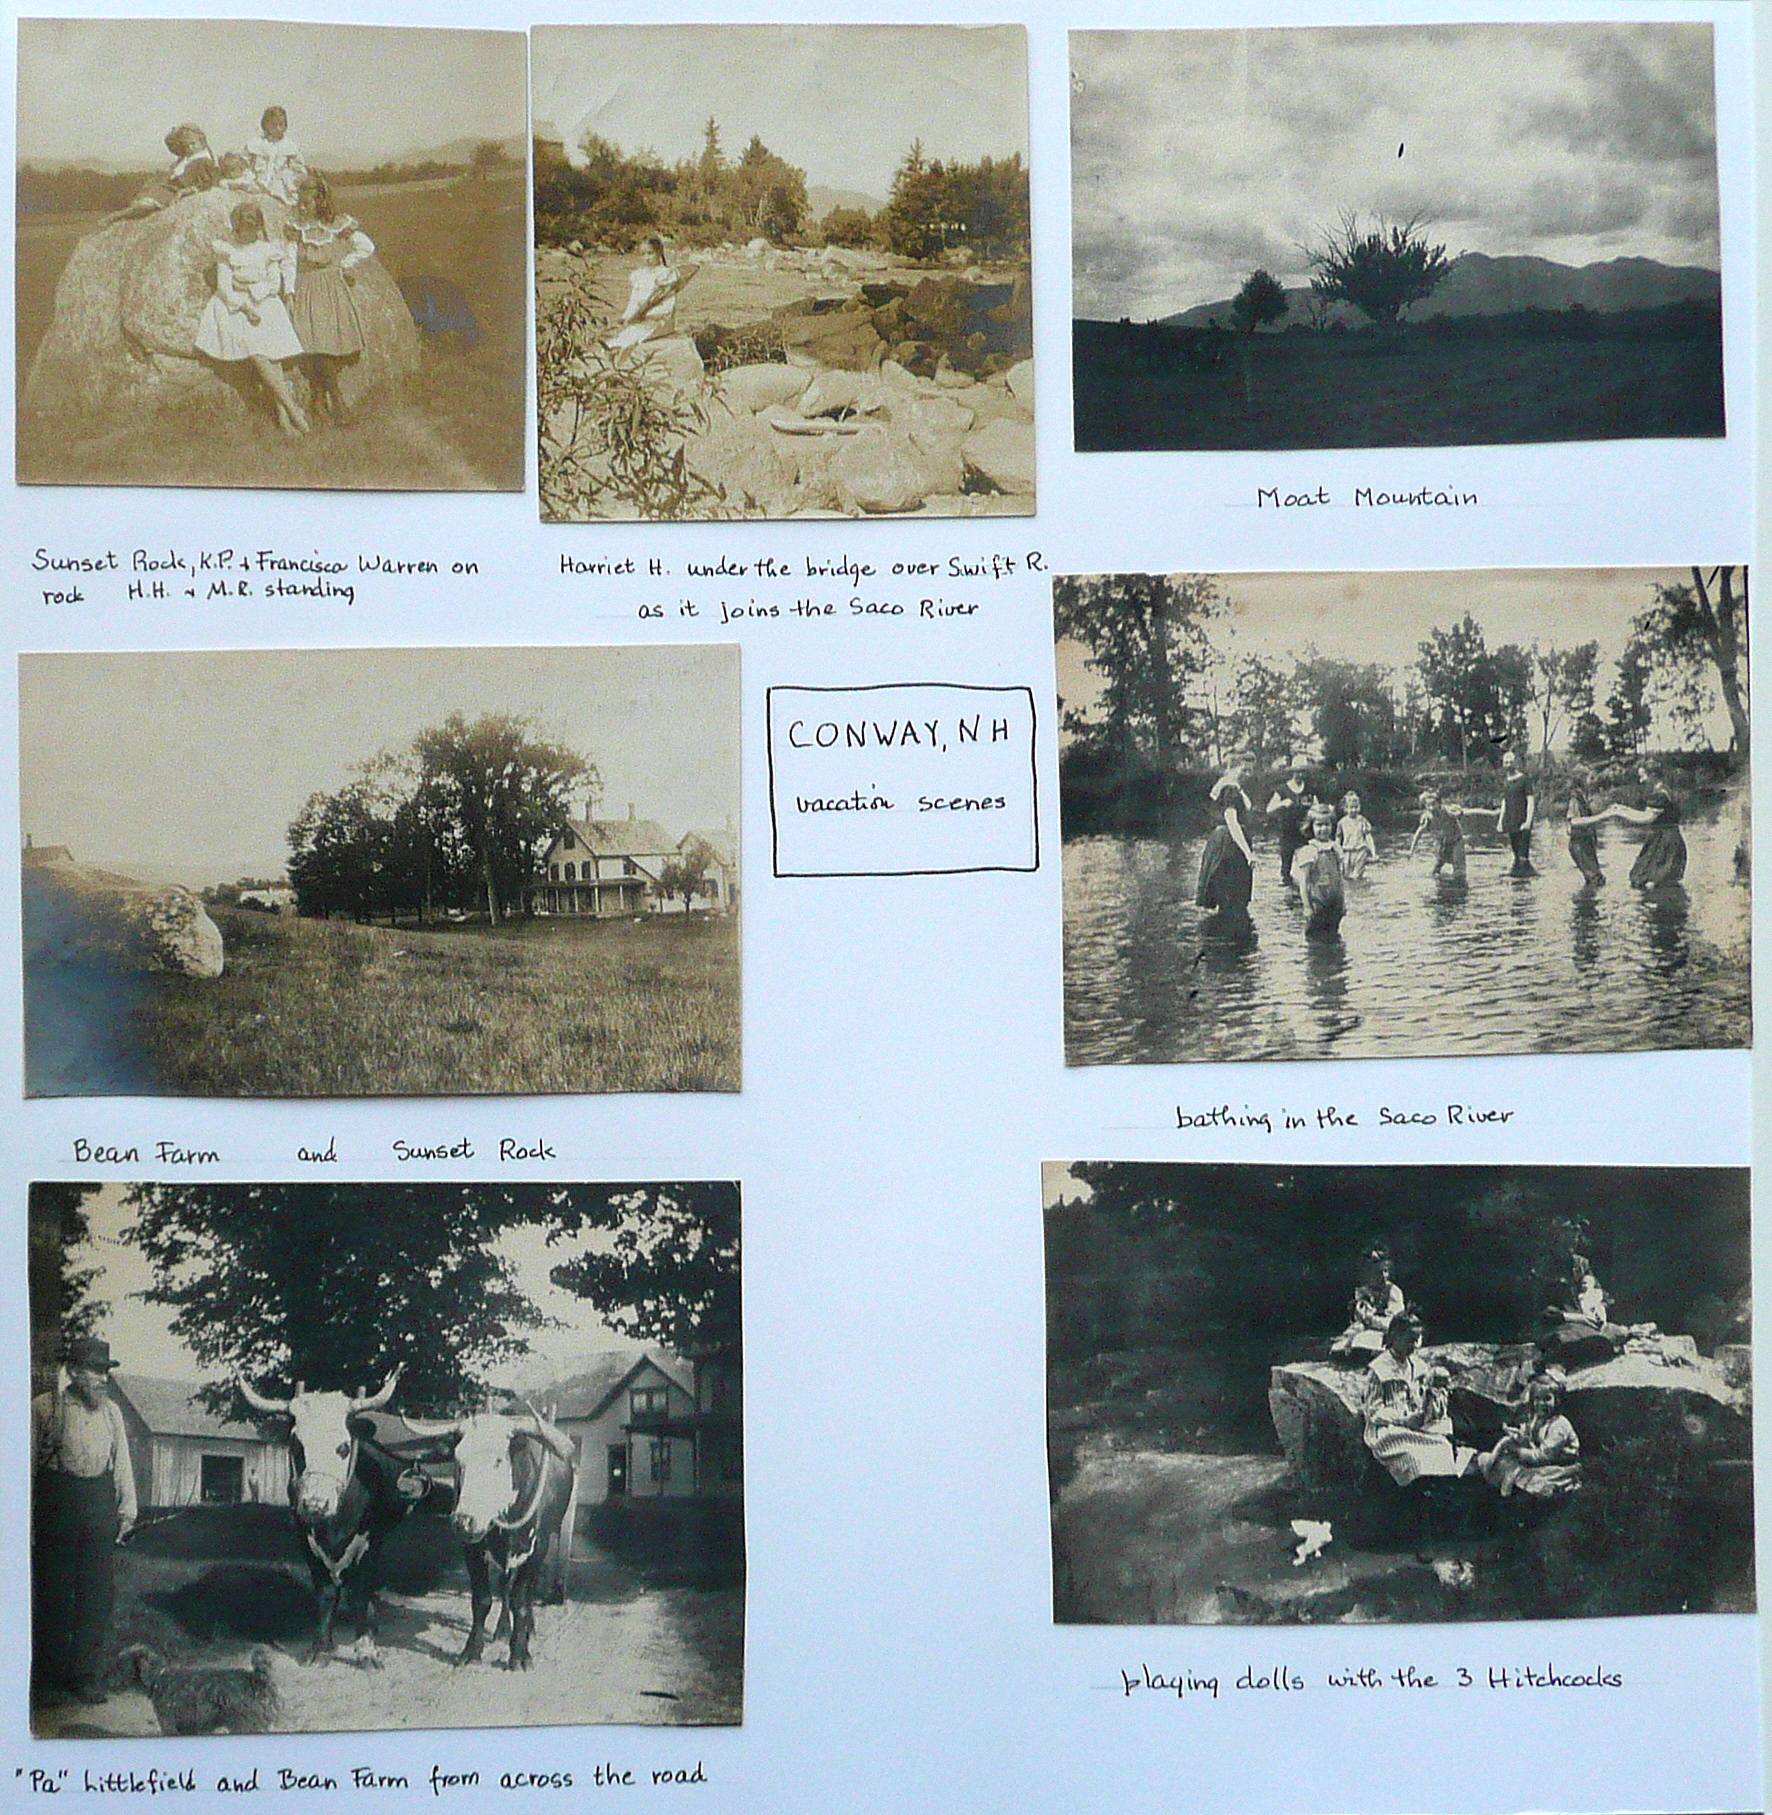 Sunset Rock, K.P. + Francisca Warren on
rock H.H. + M.R. standing
Harriet H. under the bridge over Swift R.
as it joins the Saco River
Moat Mountain
CONWAY, NH
vacation scenes
bathing in the Saco River
Bean Farm and Sunset Rock
playing dolls with the 3 Hitchcocks
"Pa" Littlefield and Bean Farm from across the road